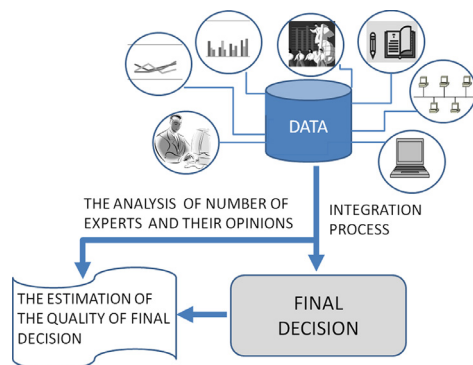 DATA
THE ANALYSIS OF NUMBER OF
EXPERTS AND THEIR OPINIONS
INTEGRATION
PROCESS
THE ESTIMATION OF
THE QUALITY OF FINAL
DECISION
FINAL
DECISION